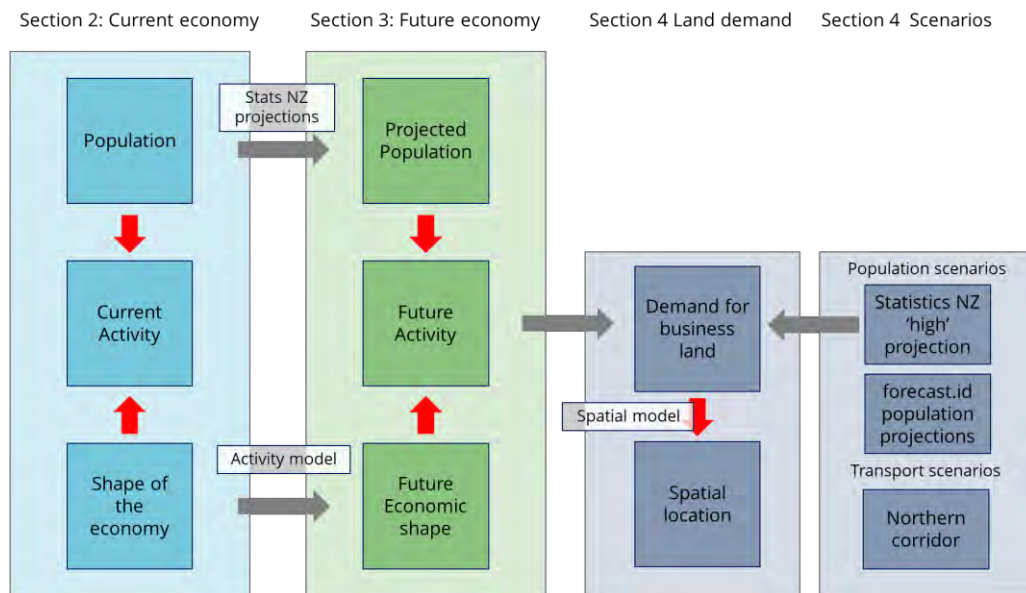 Section 2: Current economy
Section 3: Future economy
Section 4 Land demand
Section 4 Scenarios
Population
Stats NZ
projections
Projected
Population
Current
Activity
Future
Activity
Demand for
business
land
Population scenarios
Statistics NZ
‘high’
projection
forecast.id
population
projections
Spatial model
Activity model
Shape of
the
economy
Future
Economic
shape
Spatial
location
Transport scenarios
Northern
corridor